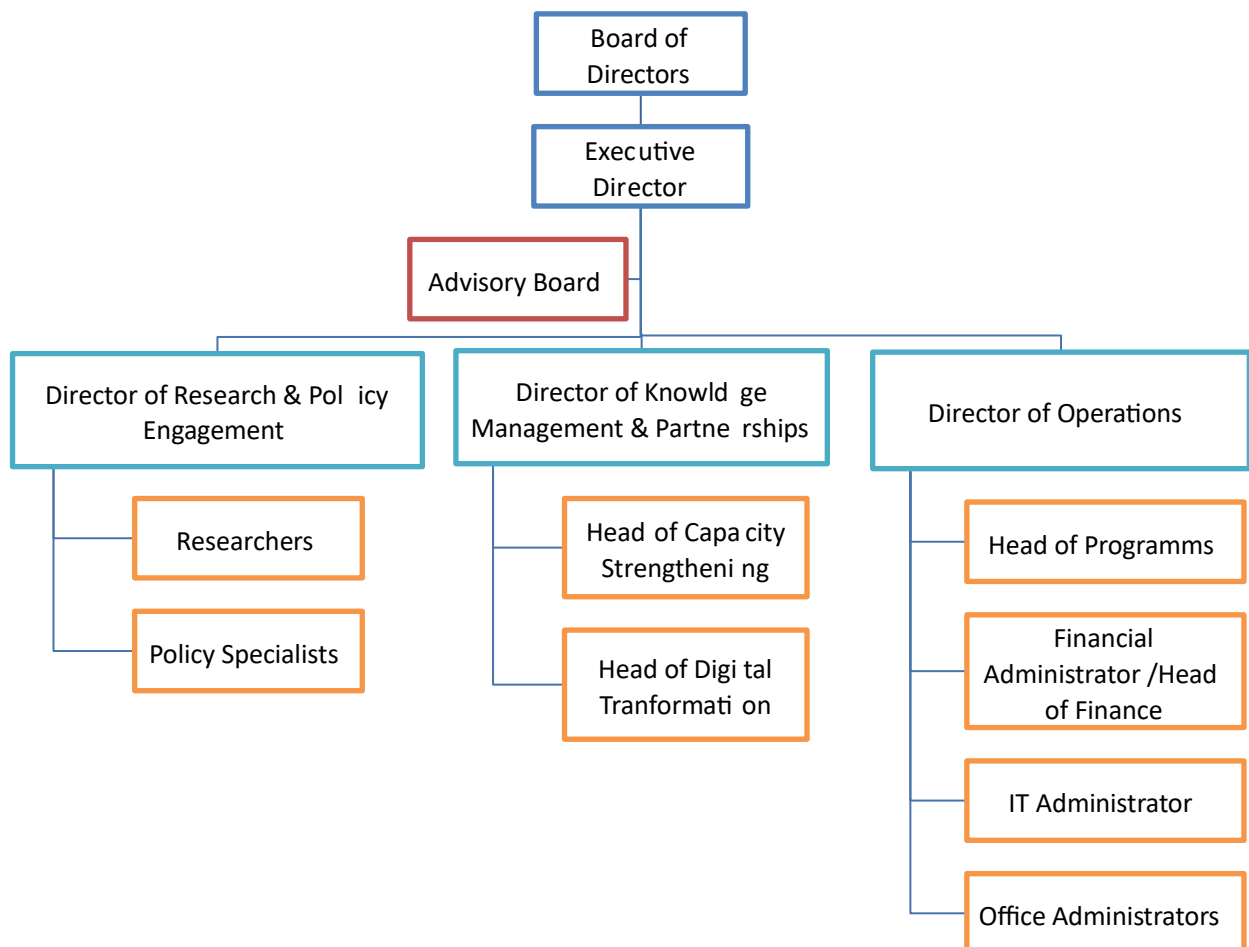 Board of
Directors
Executive
Director
Advisory Board
Director of Research & Pol icy
Engagement
Director of Knowld ge
Management & Partne rships
Director of Operations
Researchers
Policy Specialists
Head of Capa city
Strengtheni ng
Head of Digi tal
Tranformati on
Head of Programms
Financial
Administrator /Head
of Finance
IT Administrator
Office Administrators